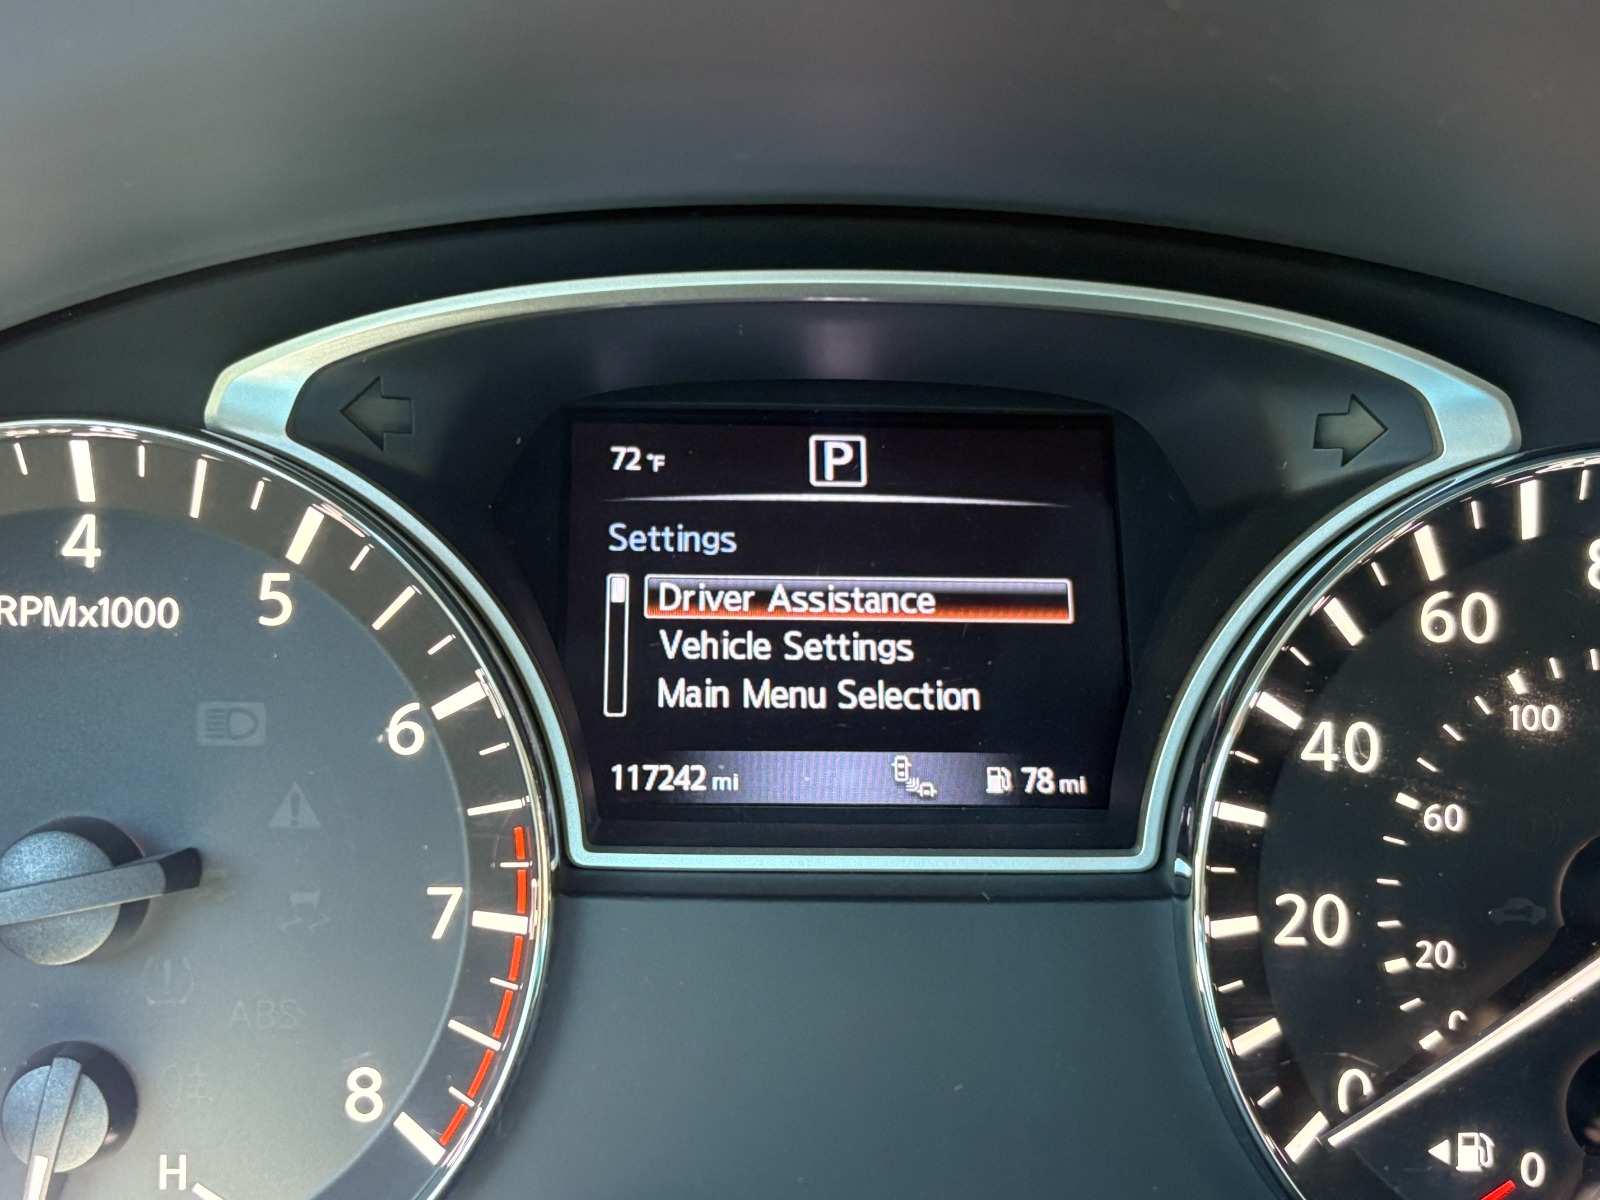 72°F P
Settings
Driver Assistance
Vehicle Settings
Main Menu Selection
117242 mi 78 mi
4
5
RPMx1000
6
7
8
H
ABS
60
40
20
0
100
60
20
0